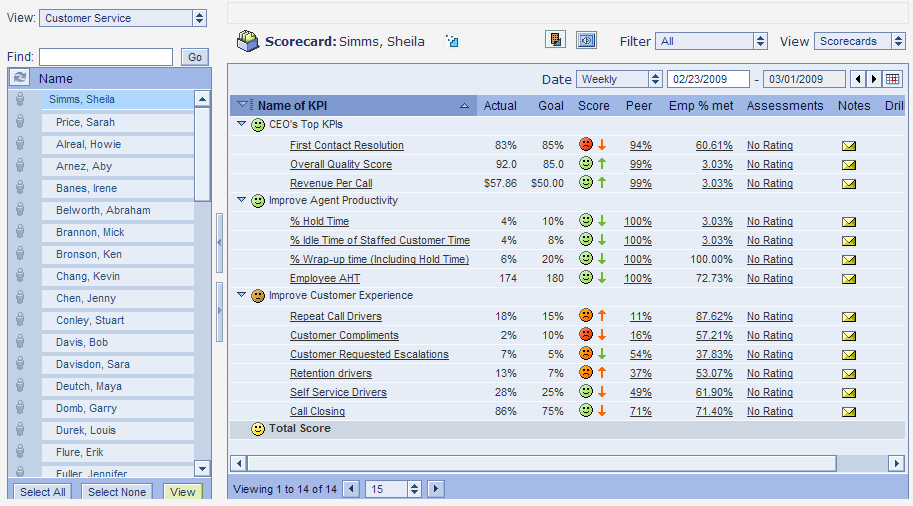 View: Customer Service
Find: Go
Name
Simms, Sheila
Price, Sarah
Alreal, Howie
Arnez, Aby
Banes, Irene
Belworth, Abraham
Brannon, Mick
Bronson, Ken
Chang, Kevin
Chen, Jenny
Conley, Stuart
Davis, Bob
Davisdon, Sara
Deutch, Maya
Domb, Garry
Durek, Louis
Flure, Erik
Fuller, Jennifer
Select All Select None View
Scorecard: Simms, Sheila Filter All View Scorecards
Date Weekly 02/23/2009 - 03/01/2009
Name of KPI Actual Goal Score Peer Emp % met Assessments Notes Dril
CEO's Top KPIs
First Contact Resolution 83% 85% 94% 60.61% No Rating
Overall Quality Score 92.0 85.0 99% 3.03% No Rating
Revenue Per Call $57.86 $50.00 99% 3.03% No Rating
Improve Agent Productivity
% Hold Time 4% 10% 100% 3.03% No Rating
% Idle Time of Staffed Customer Time 4% 8% 100% 3.03% No Rating
% Wrap-up time (Including Hold Time) 6% 20% 100% 100.00% No Rating
Employee AHT 174 180 100% 72.73% No Rating
Improve Customer Experience
Repeat Call Drivers 18% 15% 11% 87.62% No Rating
Customer Compliments 2% 10% 16% 57.21% No Rating
Customer Requested Escalations 7% 5% 54% 37.83% No Rating
Retention drivers 13% 7% 37% 53.07% No Rating
Self Service Drivers 28% 25% 49% 61.90% No Rating
Call Closing 86% 75% 71% 71.40% No Rating
Total Score
Viewing 1 to 14 of 14 15